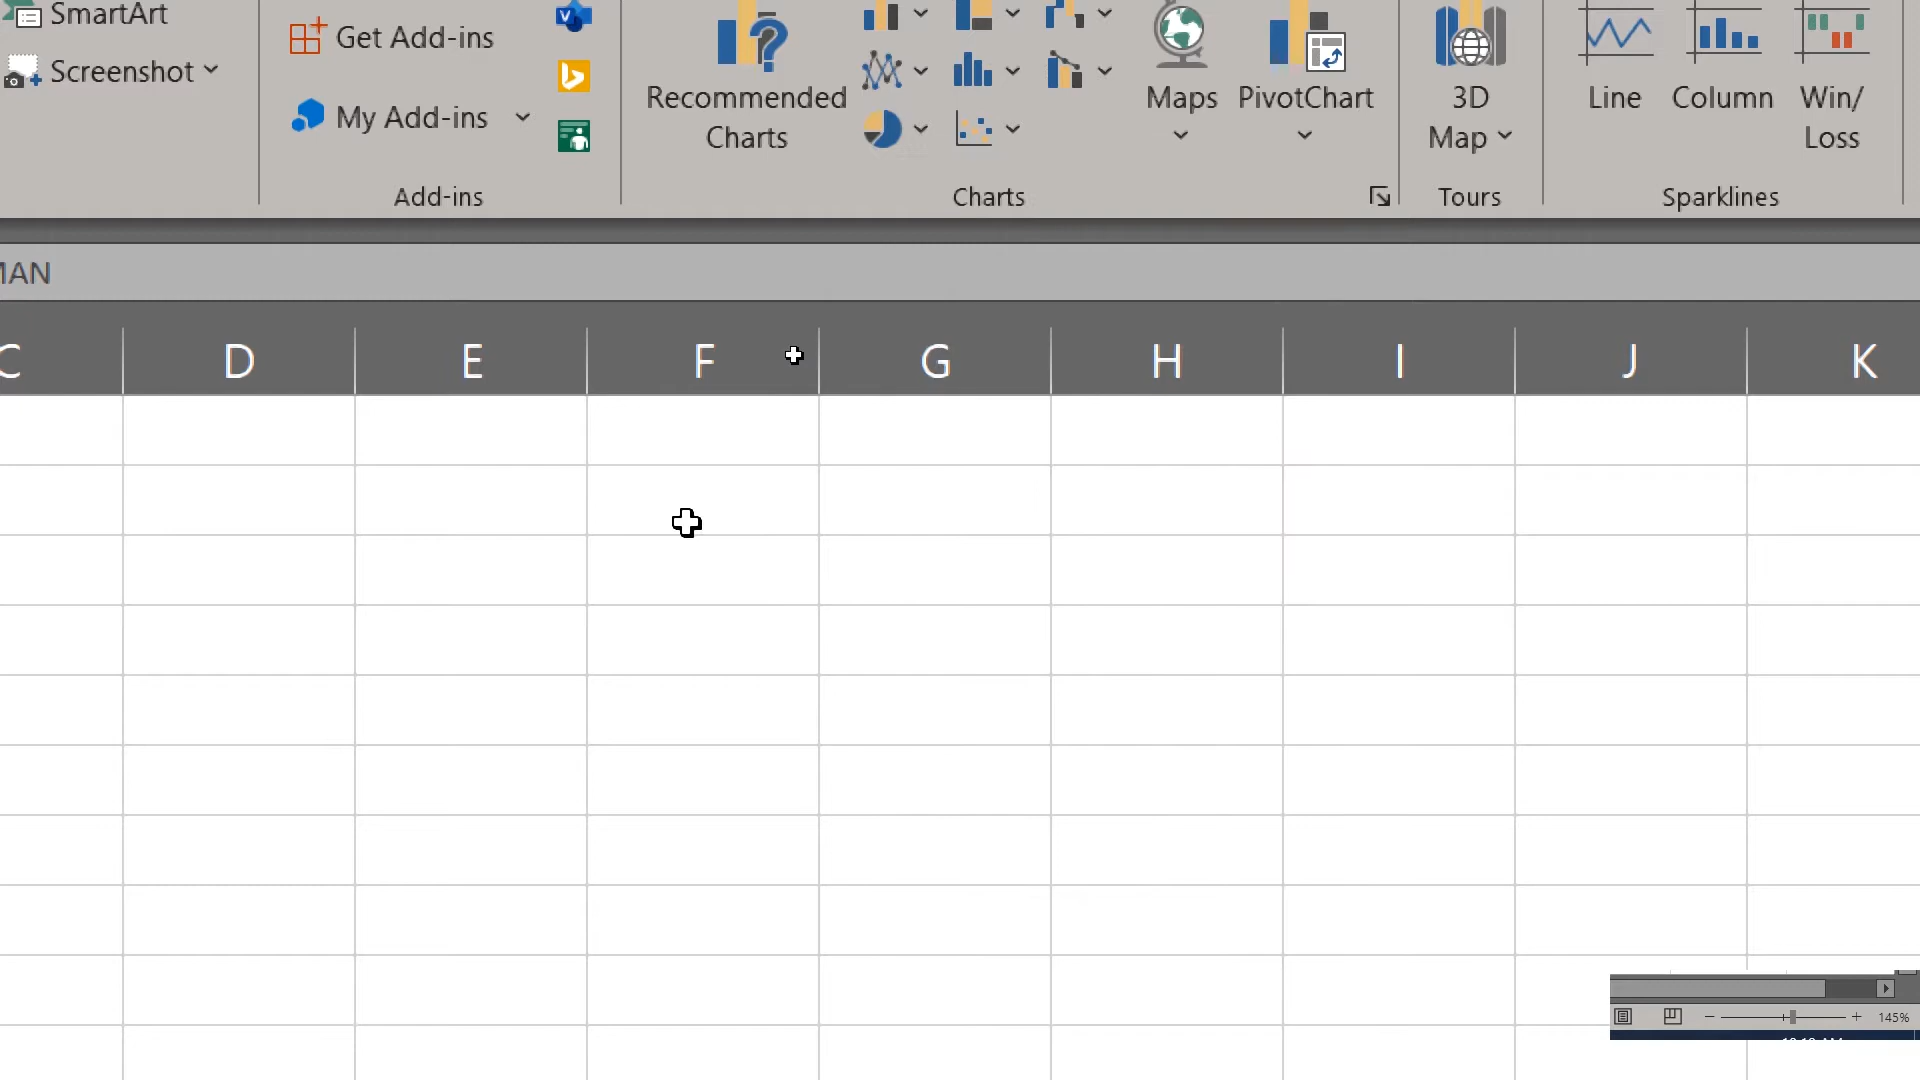 SmartArt
Screenshot
Get Add-ins
My Add-ins
Add-ins
Recommended
Charts
Maps
PivotChart
Charts
3D
Map
Tours
Line
Column
Win/
Loss
Sparklines
MAN
C D E F G H I J K
145%